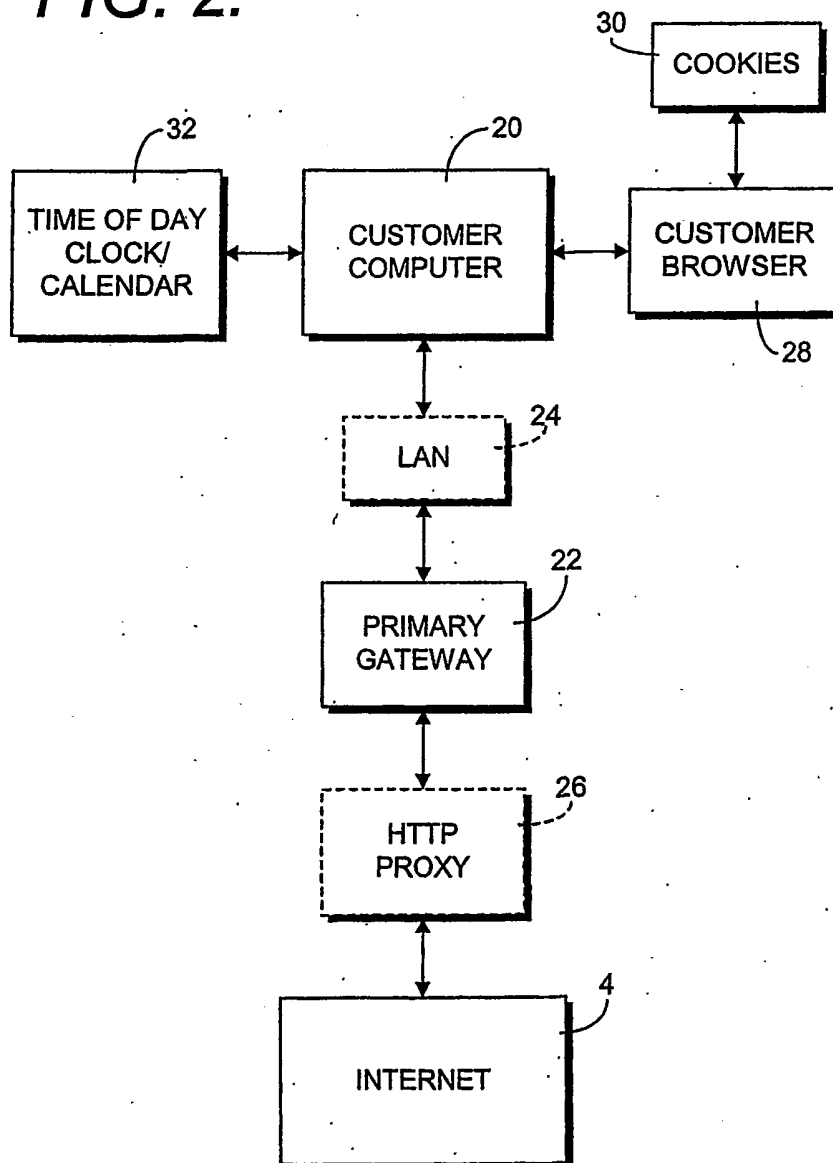 FIG. 2.
30
COOKIES
32
20
TIME OF DAY
CLOCK/
CALENDAR
CUSTOMER
COMPUTER
CUSTOMER
BROWSER
28
24
LAN
22
PRIMARY
GATEWAY
26
HTTP
PROXY
4
INTERNET